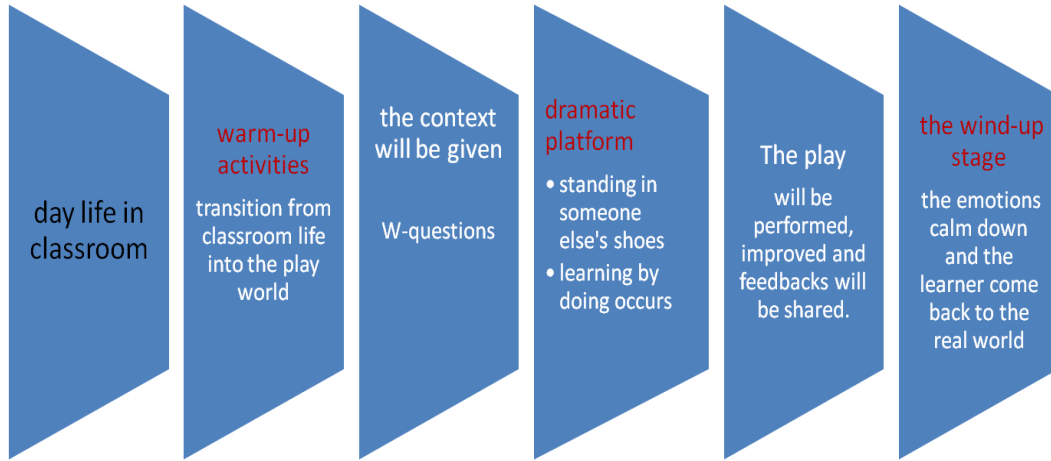 day life in
classroom
warm-up
activities
transition from
classroom life
into the play
world
the context
will be given
W-questions
dramatic
platform
• standing in
someone
else's shoes
• learning by
doing occurs
The play
will be
performed,
improved and
feedbacks will
be shared.
the wind-up
stage
the emotions
calm down
and the
learner come
back to the
real world